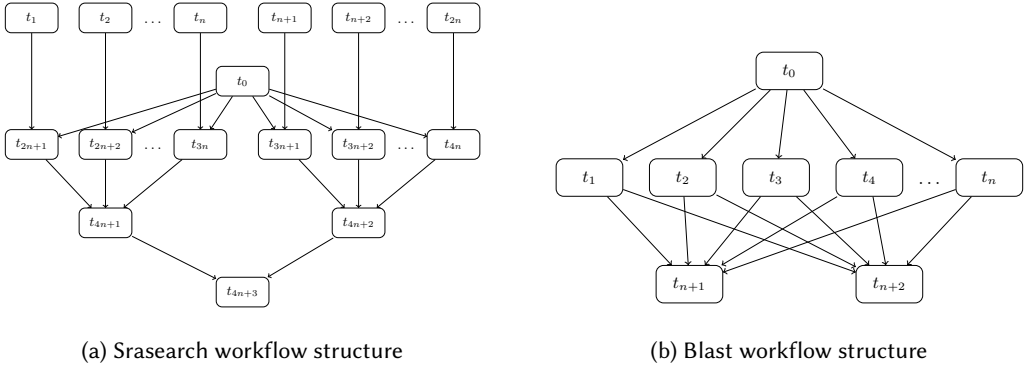 t₁ t₂ ... tₙ tₙ₊₁ tₙ₊₂ ... t₂ₙ
t₀
t₂ₙ₊₁ t₂ₙ₊₂ ... t₃ₙ t₃ₙ₊₁ t₃ₙ₊₂ ... t₄ₙ
t₄ₙ₊₁ t₄ₙ₊₂
t₄ₙ₊₃
(a) Srasearch workflow structure
t₀
t₁ t₂ t₃ t₄ ... tₙ
tₙ₊₁ tₙ₊₂
(b) Blast workflow structure